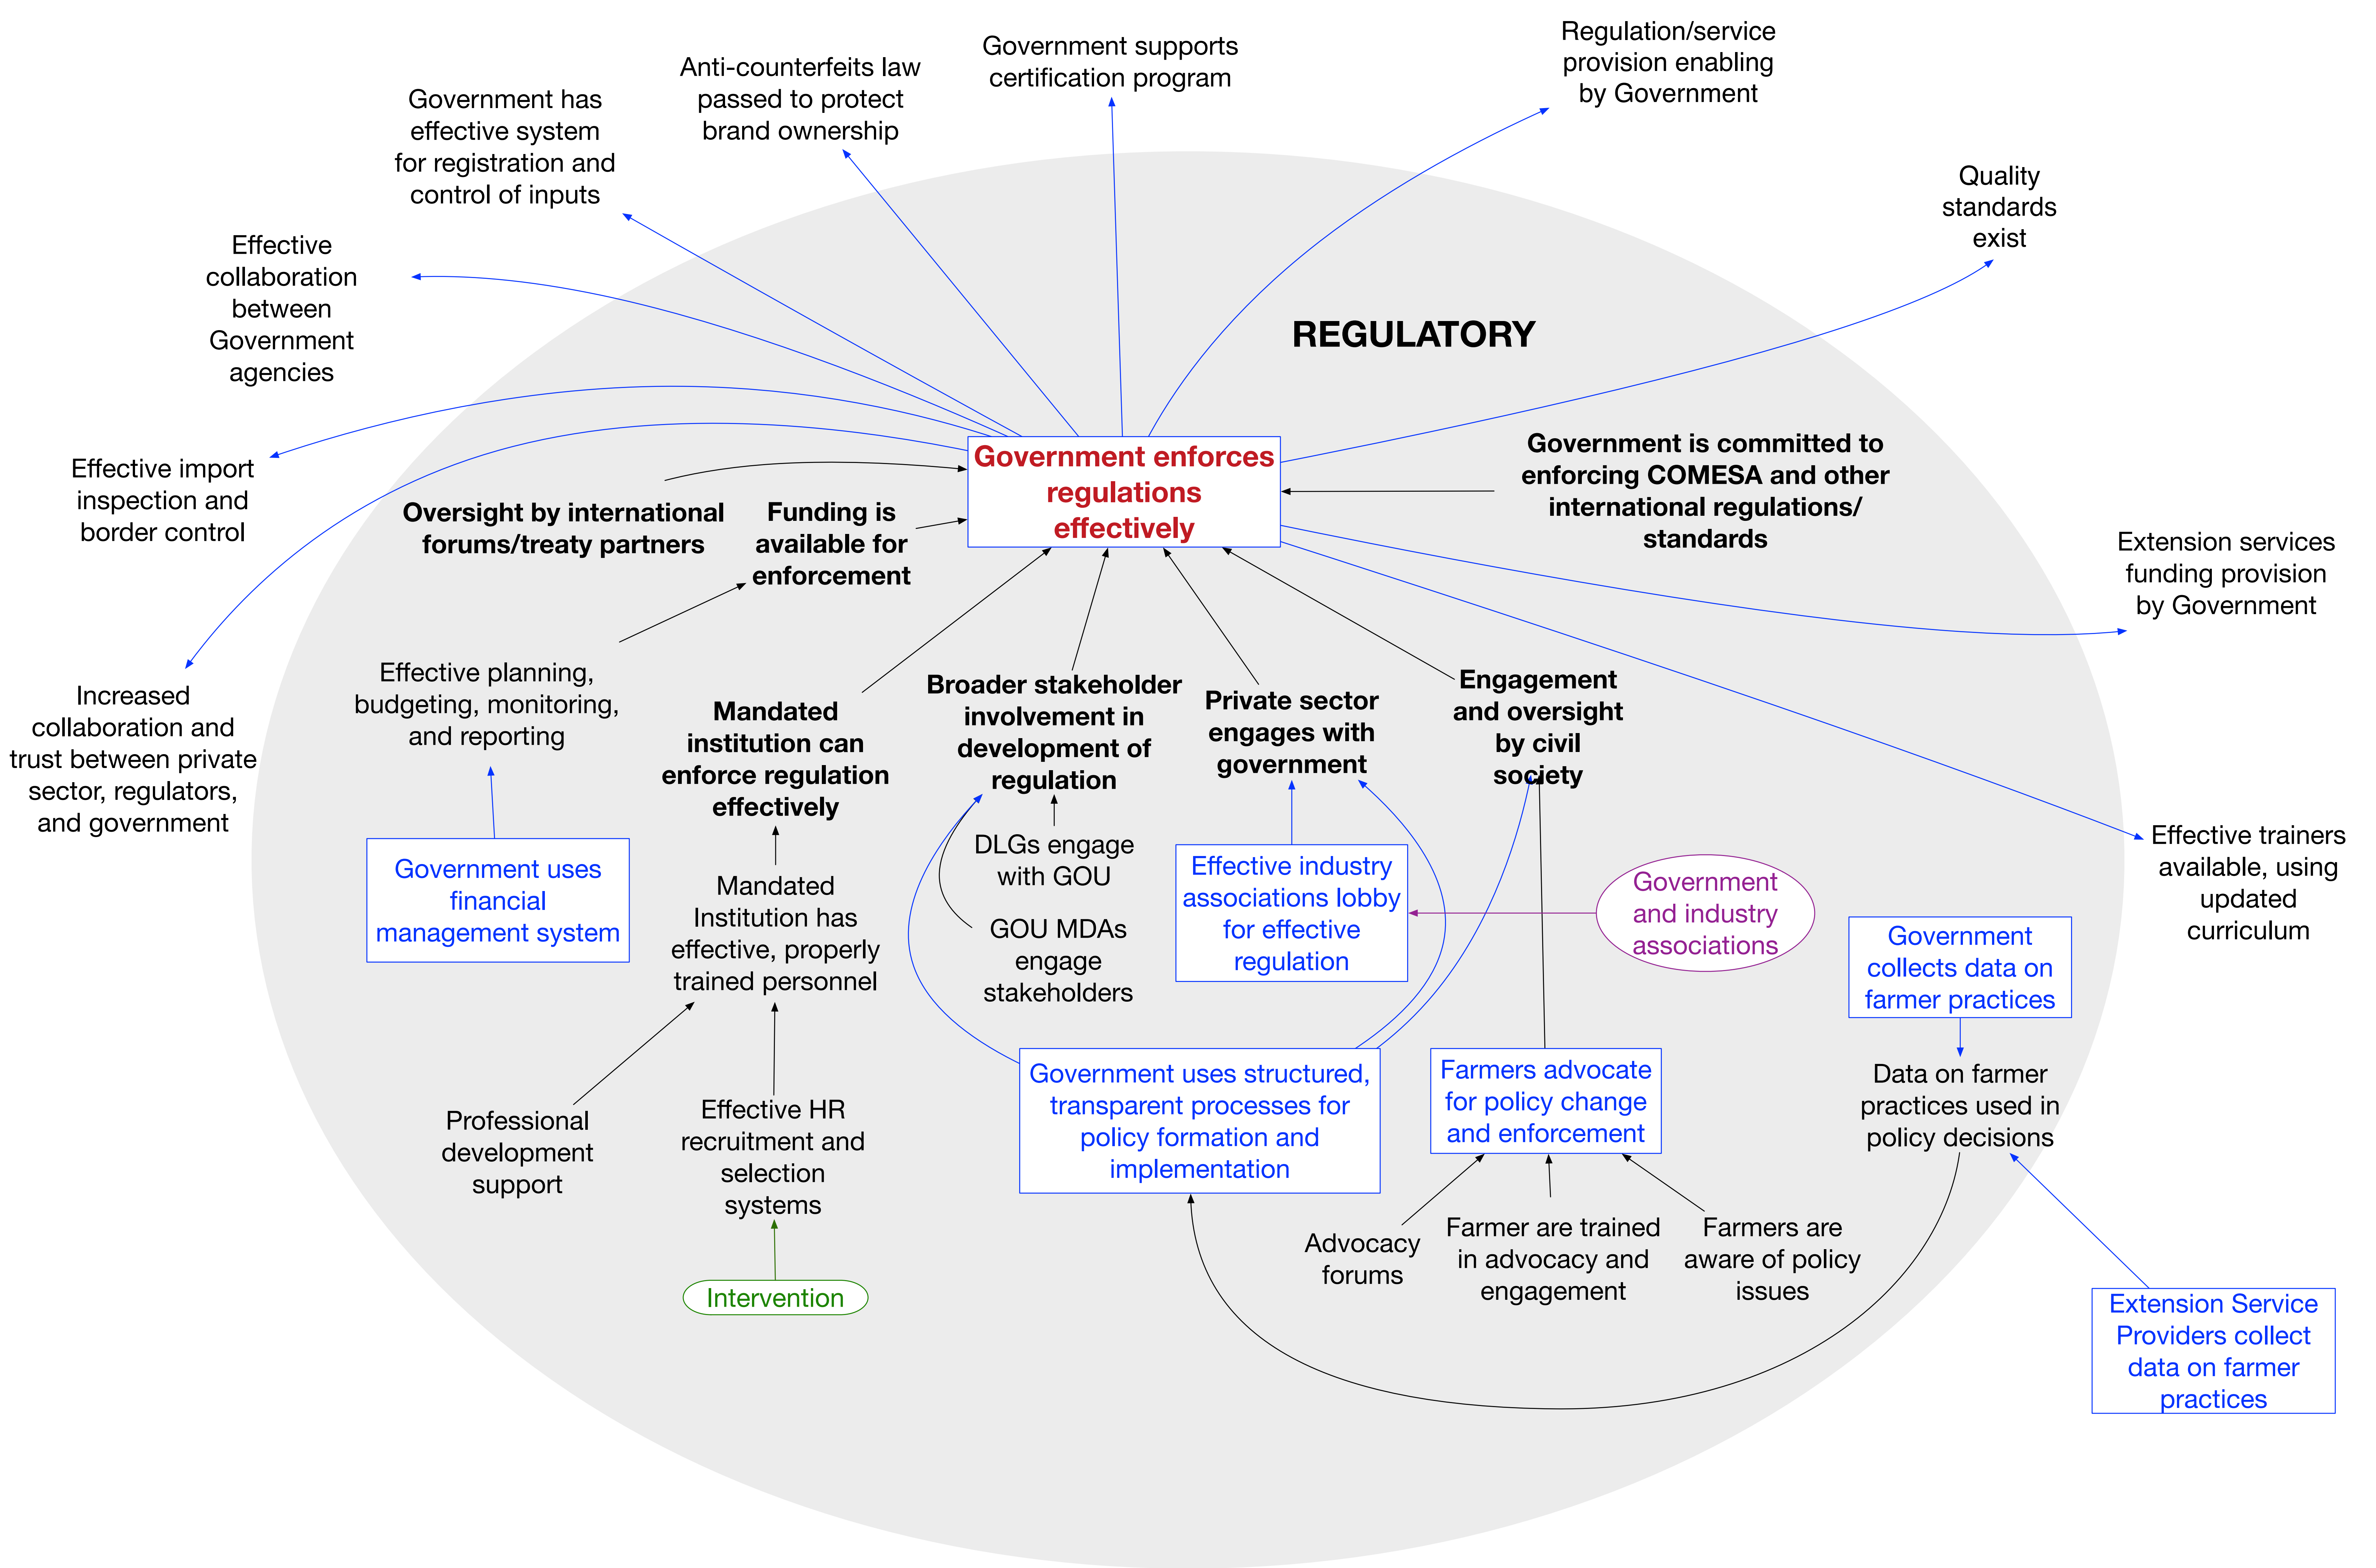 Regulation/service
provision enabling
by Government
Government supports
certification program
Anti-counterfeits law
passed to protect
brand ownership
Government has
effective system
for registration and
control of inputs
Quality
standards
exist
Effective
collaboration
between
Government
agencies
REGULATORY
Effective import
inspection and
border control
Government enforces
regulations
effectively
Government is committed to
enforcing COMESA and other
international regulations/
standards
Oversight by international
forums/treaty partners
Funding is
available for
enforcement
Extension services
funding provision
by Government
Increased
collaboration and
trust between private
sector, regulators,
and government
Effective planning,
budgeting, monitoring,
and reporting
Mandated
institution can
enforce regulation
effectively
Broader stakeholder
involvement in
development of
regulation
Private sector
engages with
government
Engagement
and oversight
by civil
society
Government uses
financial
management system
Mandated
Institution has
effective, properly
trained personnel
DLGs engage
with GOU
GOU MDAs
engage
stakeholders
Effective industry
associations lobby
for effective
regulation
Government
and industry
associations
Effective trainers
available, using
updated
curriculum
Government
collects data on
farmer practices
Professional
development
support
Effective HR
recruitment and
selection
systems
Government uses structured,
transparent processes for
policy formation and
implementation
Farmers advocate
for policy change
and enforcement
Data on farmer
practices used in
policy decisions
Advocacy
forums
Farmer are trained
in advocacy and
engagement
Farmers are
aware of policy
issues
Intervention
Extension Service
Providers collect
data on farmer
practices